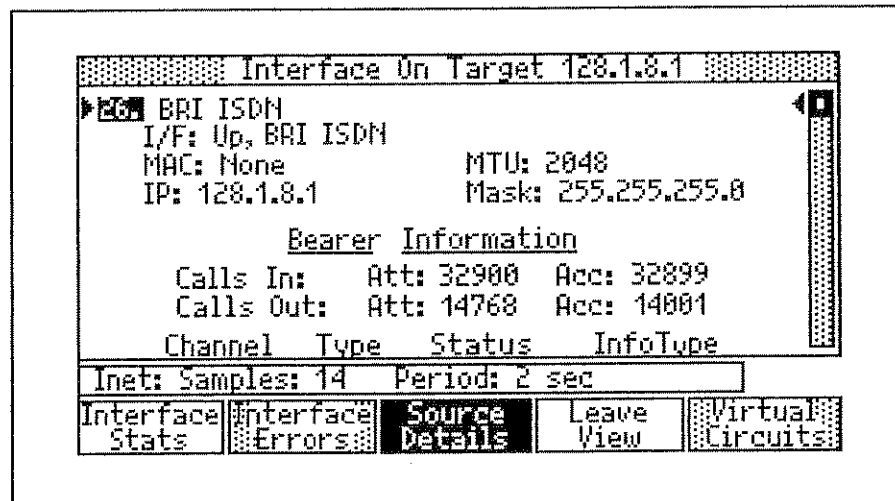 Interface On Target 128.1.8.1
26. BRI ISDN
I/F: Up, BRI ISDN
MAC: None MTU: 2048
IP: 128.1.8.1 Mask: 255.255.255.0
Bearer Information
Calls In: Att: 32900 Acc: 32899
Calls Out: Att: 14768 Acc: 14001
Channel Type Status InfoType
Inet: Samples: 14 Period: 2 sec
Interface Stats
Interface Errors
Source Details
Leave View
Virtual Circuits